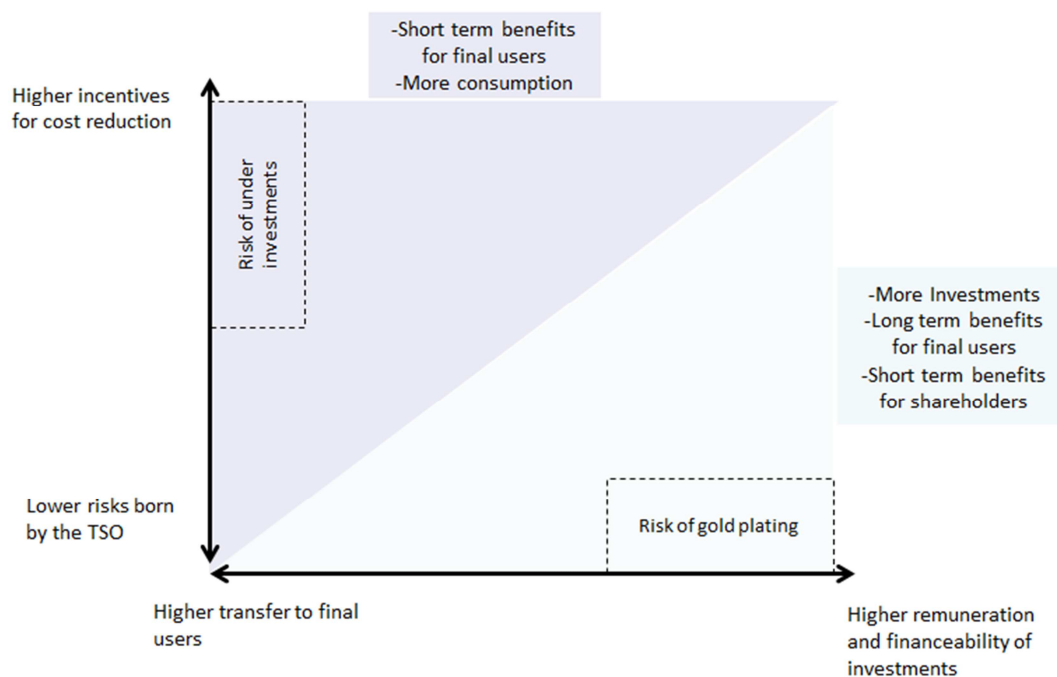 -Short term benefits
for final users
-More consumption
Higher incentives
for cost reduction
Risk of under
investments
-More Investments
-Long term benefits
for final users
-Short term benefits
for shareholders
Lower risks born
by the TSO
Risk of gold plating
Higher transfer to final
users
Higher remuneration
and financeability of
investments